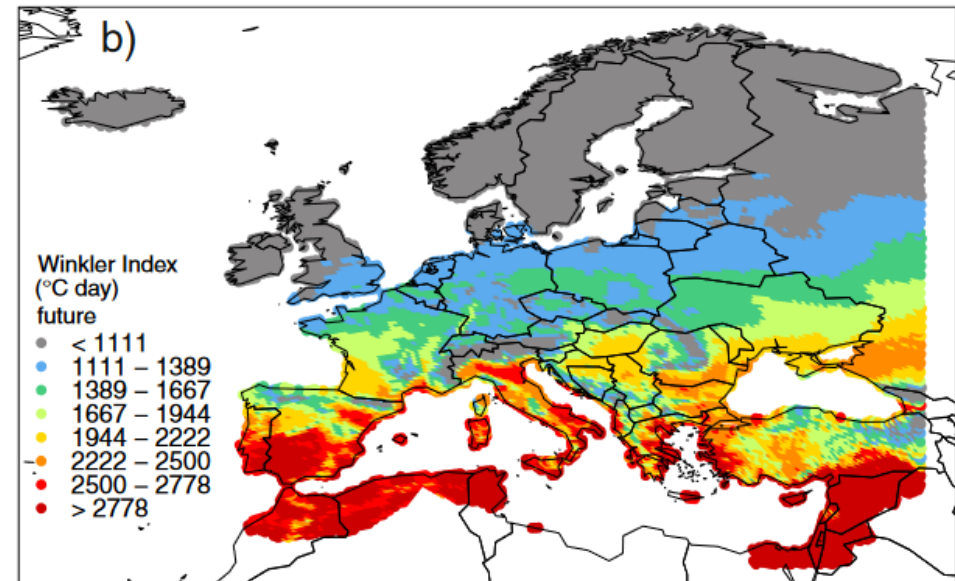 b)
Winkler Index
(°C day)
future
< 1111
1111 – 1389
1389 – 1667
1667 – 1944
1944 – 2222
2222 – 2500
2500 – 2778
> 2778